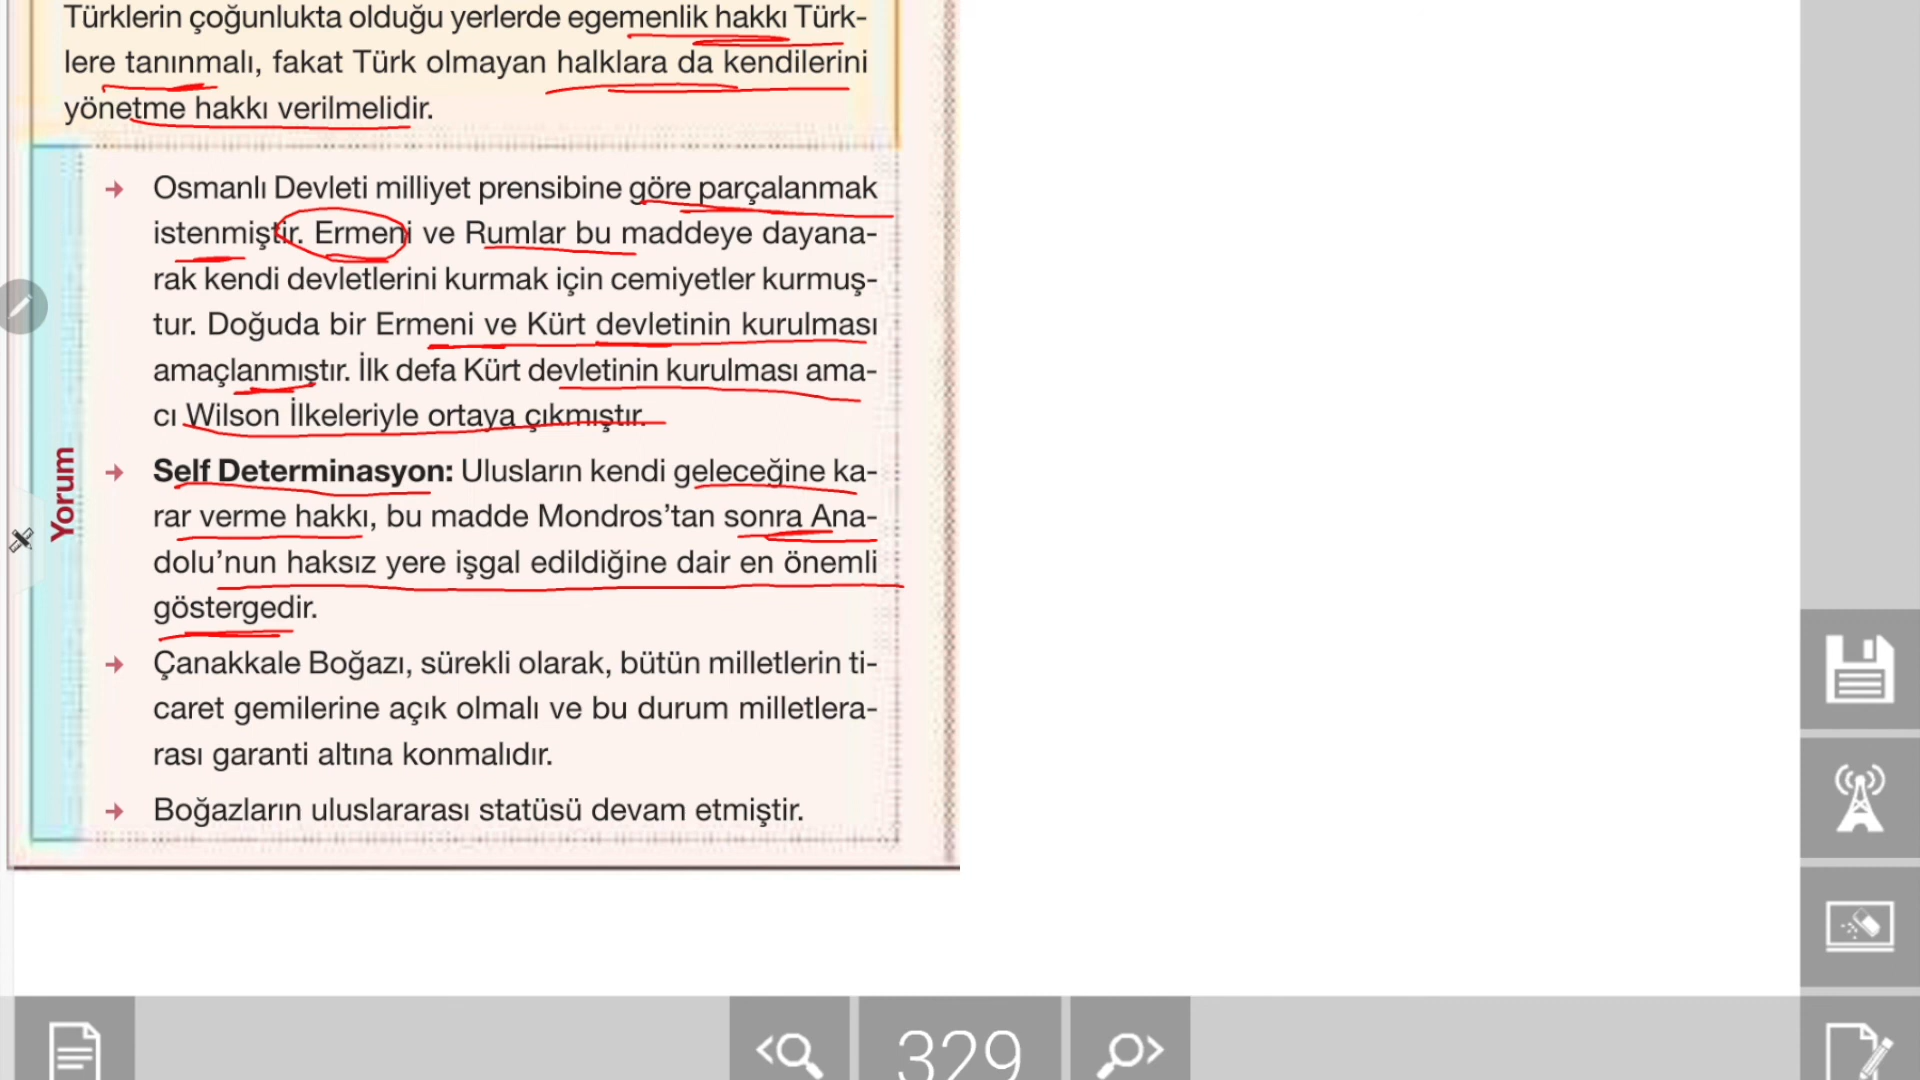 Türklerin çoğunlukta olduğu yerlerde egemenlik hakkı Türk-
lere tanınmalı, fakat Türk olmayan halklara da kendilerini
yönetme hakkı verilmelidir.
Yorum
→ Osmanlı Devleti milliyet prensibine göre parçalanmak
istenmiştir. Ermeni ve Rumlar bu maddeye dayana-
rak kendi devletlerini kurmak için cemiyetler kurmuş-
tur. Doğuda bir Ermeni ve Kürt devletinin kurulması
amaçlanmıştır. İlk defa Kürt devletinin kurulması ama-
cı Wilson İlkeleriyle ortaya çıkmıştır.
→ Self Determinasyon: Ulusların kendi geleceğine ka-
rar verme hakkı, bu madde Mondros’tan sonra Ana-
dolu’nun haksız yere işgal edildiğine dair en önemli
göstergedir.
→ Çanakkale Boğazı, sürekli olarak, bütün milletlerin ti-
caret gemilerine açık olmalı ve bu durum milletlera-
rası garanti altına konmalıdır.
→ Boğazların uluslararası statüsü devam etmiştir.
329